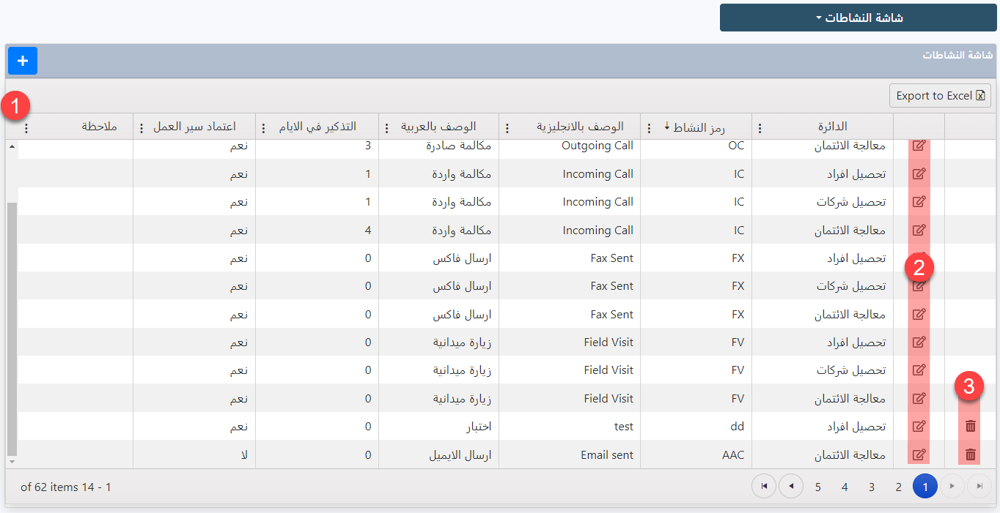 شاشة النشاطات
شاشة النشاطات
Export to Excel
1
الدائرة رمز النشاط الوصف بالانجليزية الوصف بالعربية التذكير في الايام اعتماد سير العمل ملاحظة
معالجة الائتمان OC Outgoing Call مكالمة صادرة 3 نعم
تحصيل افراد IC Incoming Call مكالمة واردة 1 نعم
تحصيل شركات IC Incoming Call مكالمة واردة 1 نعم
معالجة الائتمان IC Incoming Call مكالمة واردة 4 نعم
تحصيل افراد FX Fax Sent ارسال فاكس 0 نعم
2
تحصيل شركات FX Fax Sent ارسال فاكس 0 نعم
معالجة الائتمان FX Fax Sent ارسال فاكس 0 نعم
تحصيل افراد FV Field Visit زيارة ميدانية 0 نعم
تحصيل شركات FV Field Visit زيارة ميدانية 0 نعم
3
معالجة الائتمان FV Field Visit زيارة ميدانية 0 نعم
تحصيل افراد dd test اختبار 0 نعم
معالجة الائتمان AAC Email sent ارسال الايميل 0 لا
1 2 3 4 5
of 62 items 14 - 1